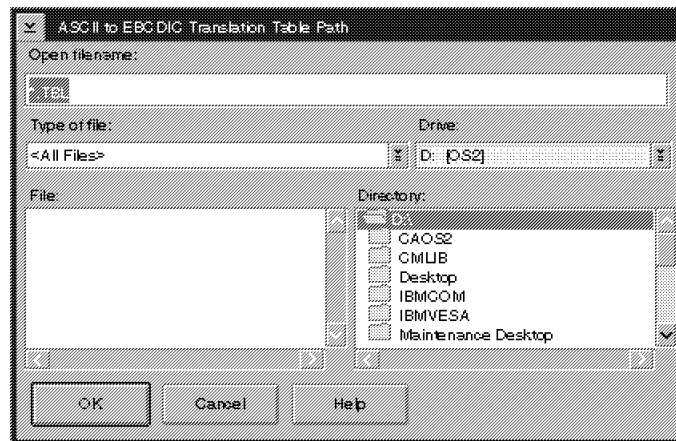 ASCII to EBCDIC Translation Table Path
Open filename:
*.TBL
Type of file:
Drive:
<All Files>
D: [OS2]
File:
Directory:
D:\
CAOS2
CMLIB
Desktop
IBMCOM
IBMVESA
Maintenance Desktop
OK
Cancel
Help